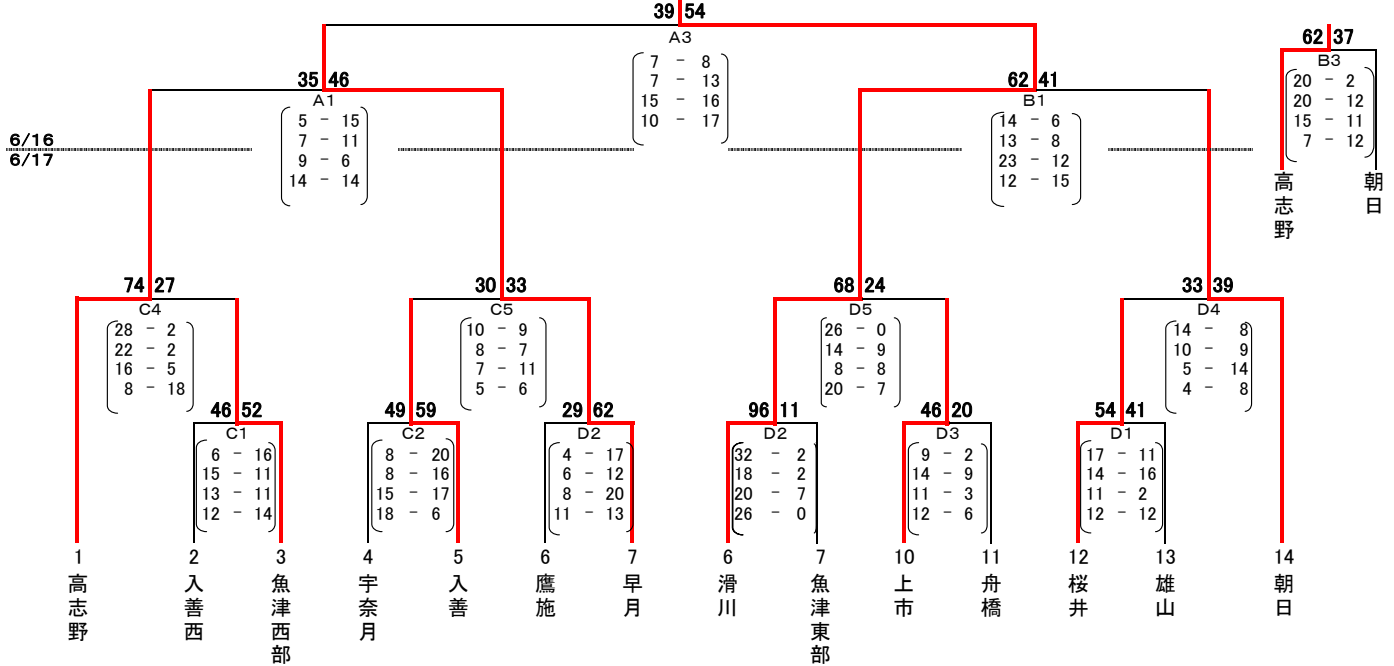 39 54
A3
7 - 8
7 - 13
15 - 16
10 - 17
62 37
B3
20 - 2
20 - 12
15 - 11
7 - 12
高志野
朝日
35 46
A1
5 - 15
7 - 11
9 - 6
14 - 14
62 41
B1
14 - 6
13 - 8
23 - 12
12 - 15
6/16
6/17
74 27
C4
28 - 2
22 - 2
16 - 5
8 - 18
30 33
C5
10 - 9
8 - 7
7 - 11
5 - 6
68 24
D5
26 - 0
14 - 9
8 - 8
20 - 7
33 39
D4
14 - 8
10 - 9
5 - 14
4 - 8
46 52
C1
6 - 16
15 - 11
13 - 11
12 - 14
49 59
C2
8 - 20
8 - 16
15 - 17
18 - 6
29 62
D2
4 - 17
6 - 12
8 - 20
11 - 13
96 11
D2
32 - 2
18 - 2
20 - 7
26 - 0
46 20
D3
9 - 2
14 - 9
11 - 3
12 - 6
54 41
D1
17 - 11
14 - 16
11 - 2
12 - 12
1
高志野
2
入善西
3
魚津西部
4
宇奈月
5
入善
6
鷹施
7
早月
6
滑川
7
魚津東部
10
上市
11
舟橋
12
桜井
13
雄山
14
朝日